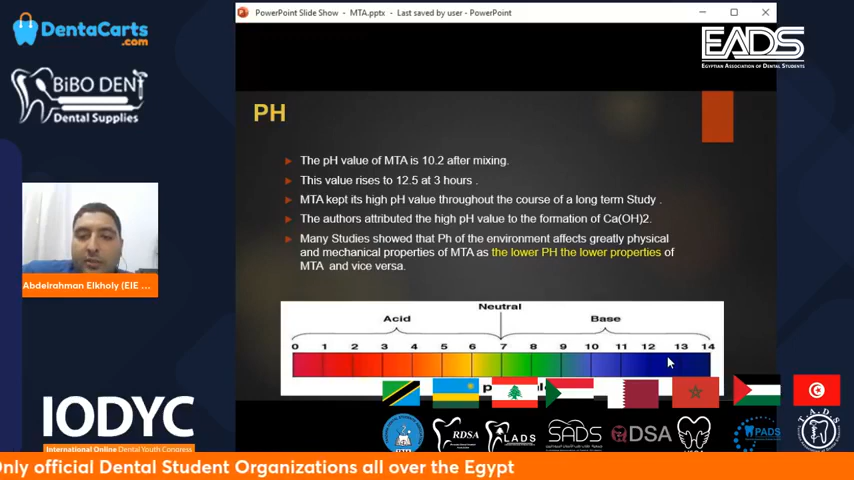 PowerPoint Slide Show - MTA.pptx - Last saved by user - PowerPoint
DentaCarts
.com
BiBO DENT
Dental Supplies
EADS
EGYPTIAN ASSOCIATION OF DENTAL STUDENTS
PH
The pH value of MTA is 10.2 after mixing.
This value rises to 12.5 at 3 hours .
MTA kept its high pH value throughout the course of a long term Study .
The authors attributed the high pH value to the formation of Ca(OH)2.
Many Studies showed that Ph of the environment affects greatly physical
and mechanical properties of MTA as the lower PH the lower properties of
MTA and vice versa.
Abdelrahman Elkholy (EIE ...
Neutral
Acid Base
0 1 2 3 4 5 6 7 8 9 10 11 12 13 14
IODYC
International Online Dental Youth Congress
RDSA
LADS
SADS
QDSA
PADS
T.A.D.S
Only official Dental Student Organizations all over the Egypt